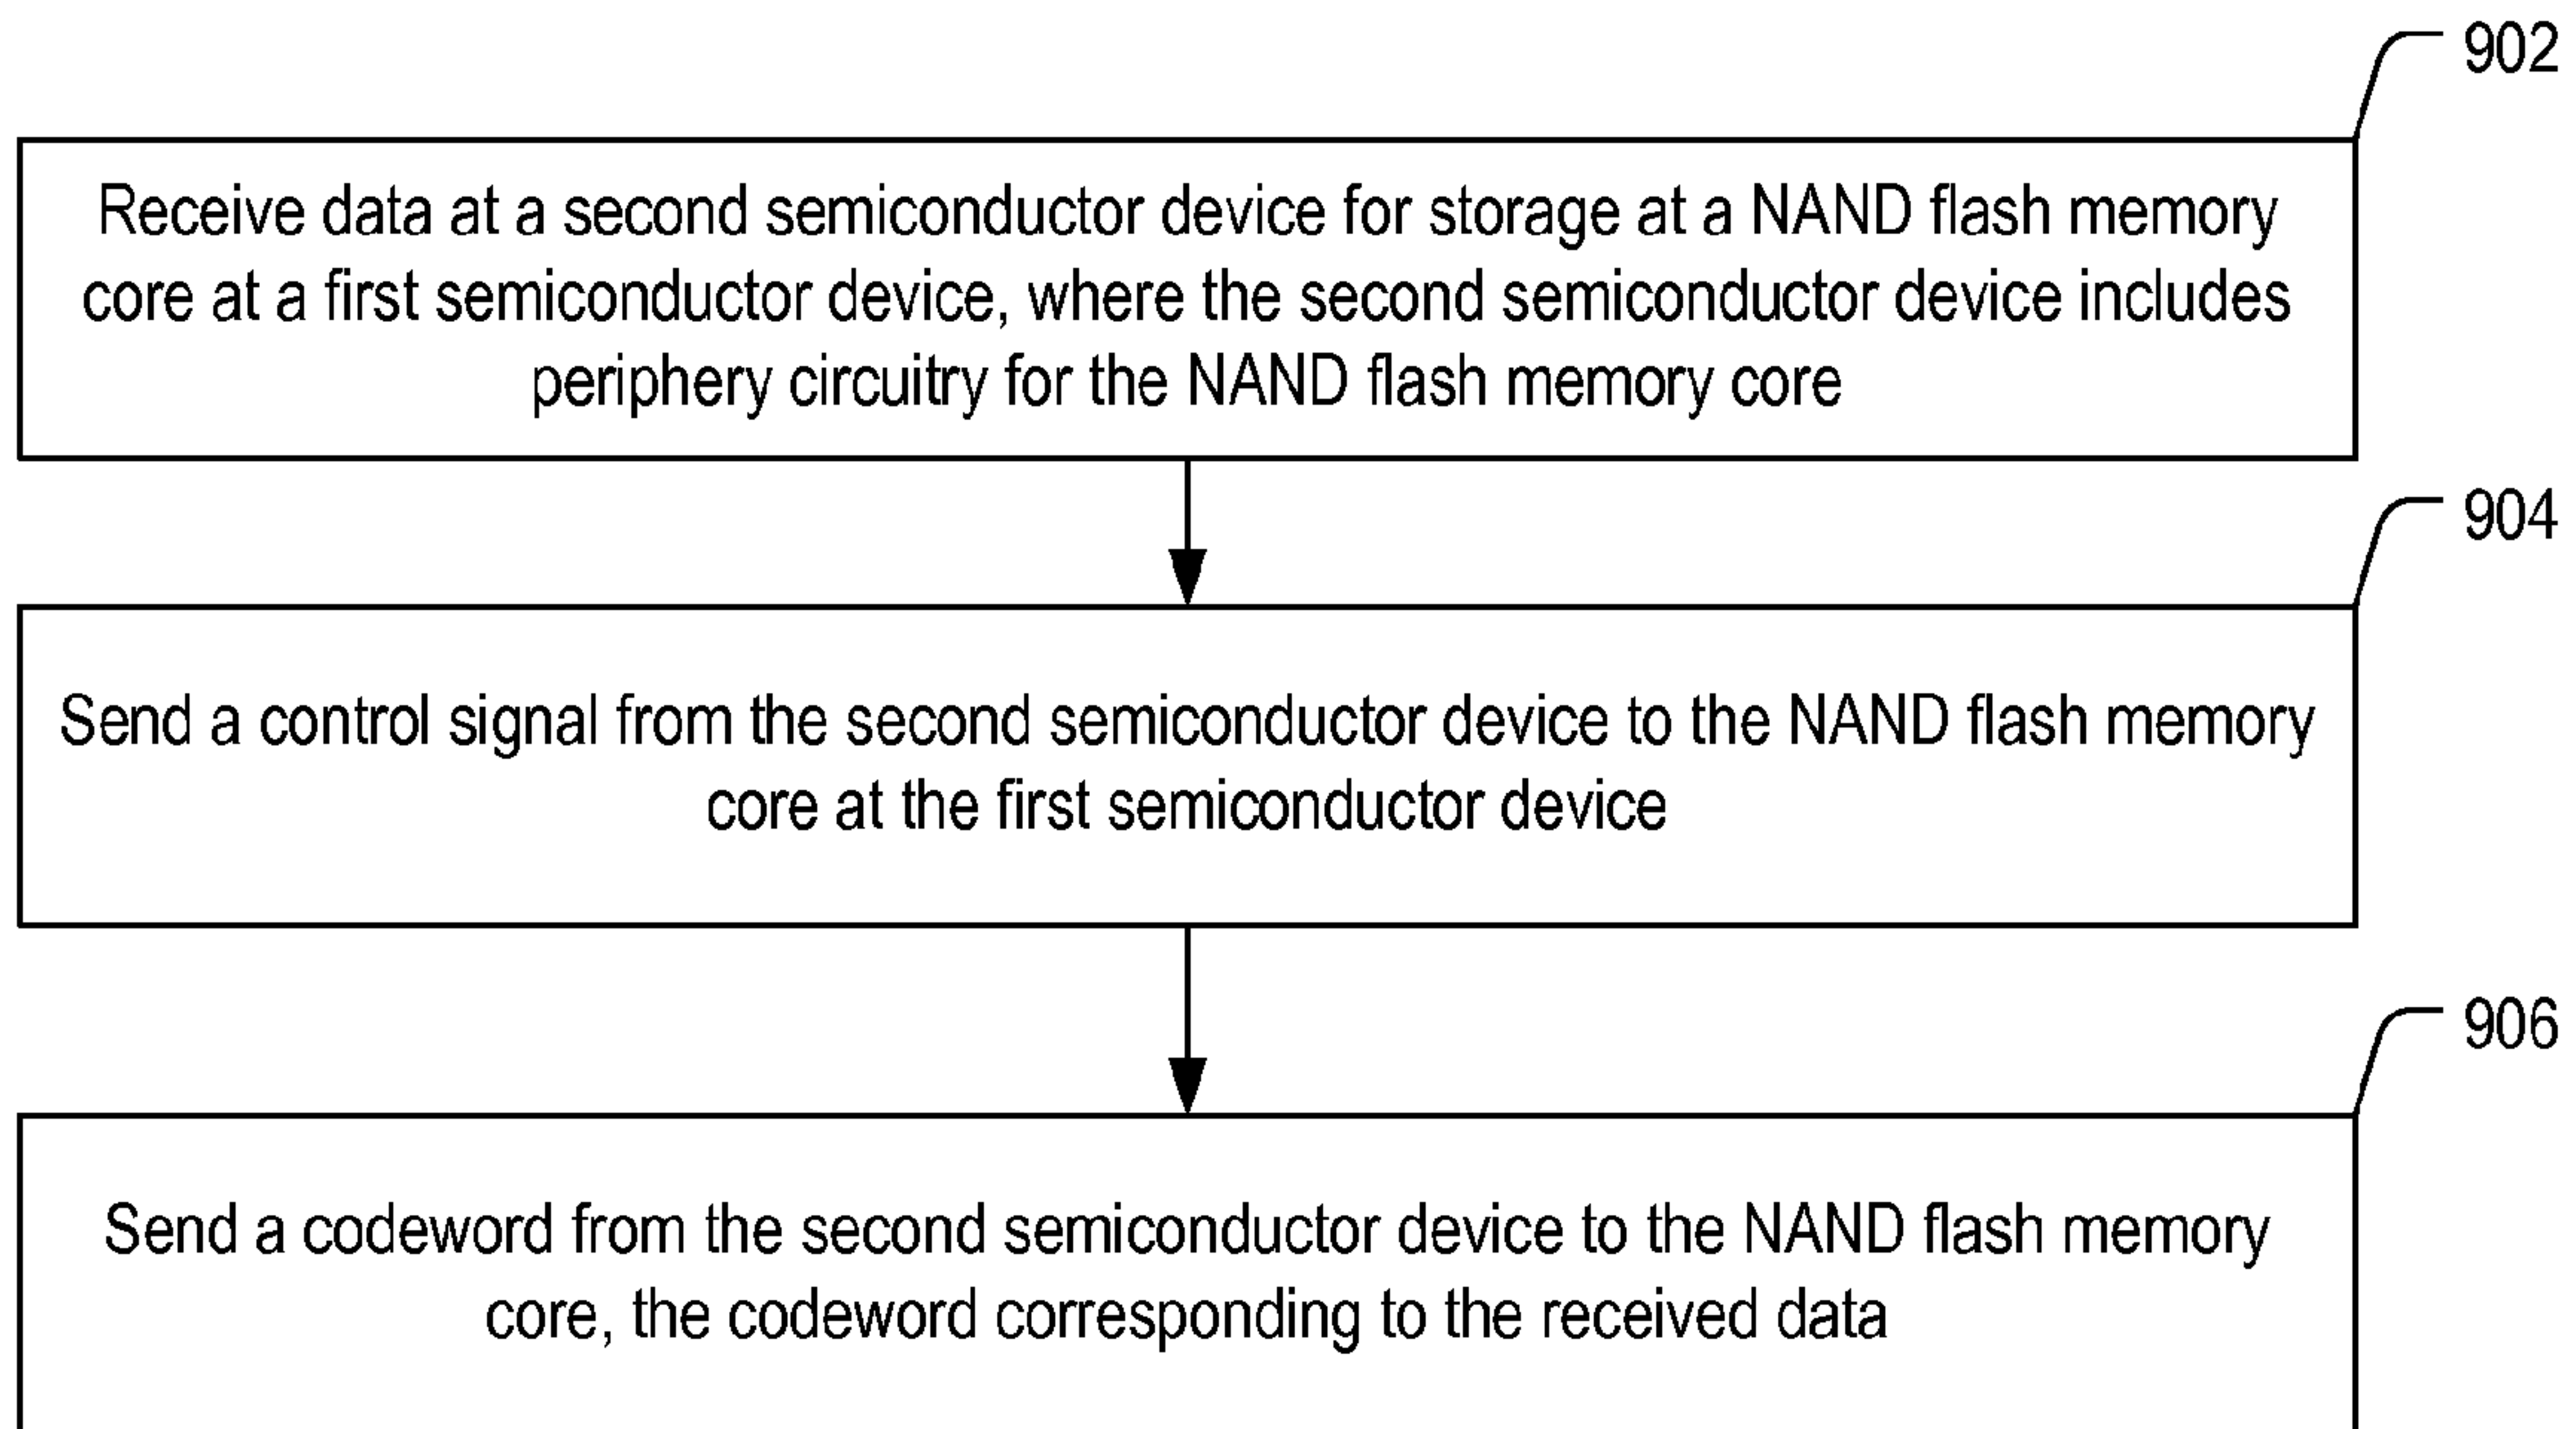 902
Receive data at a second semiconductor device for storage at a NAND flash memory
core at a first semiconductor device, where the second semiconductor device includes
periphery circuitry for the NAND flash memory core
904
Send a control signal from the second semiconductor device to the NAND flash memory
core at the first semiconductor device
906
Send a codeword from the second semiconductor device to the NAND flash memory
core, the codeword corresponding to the received data